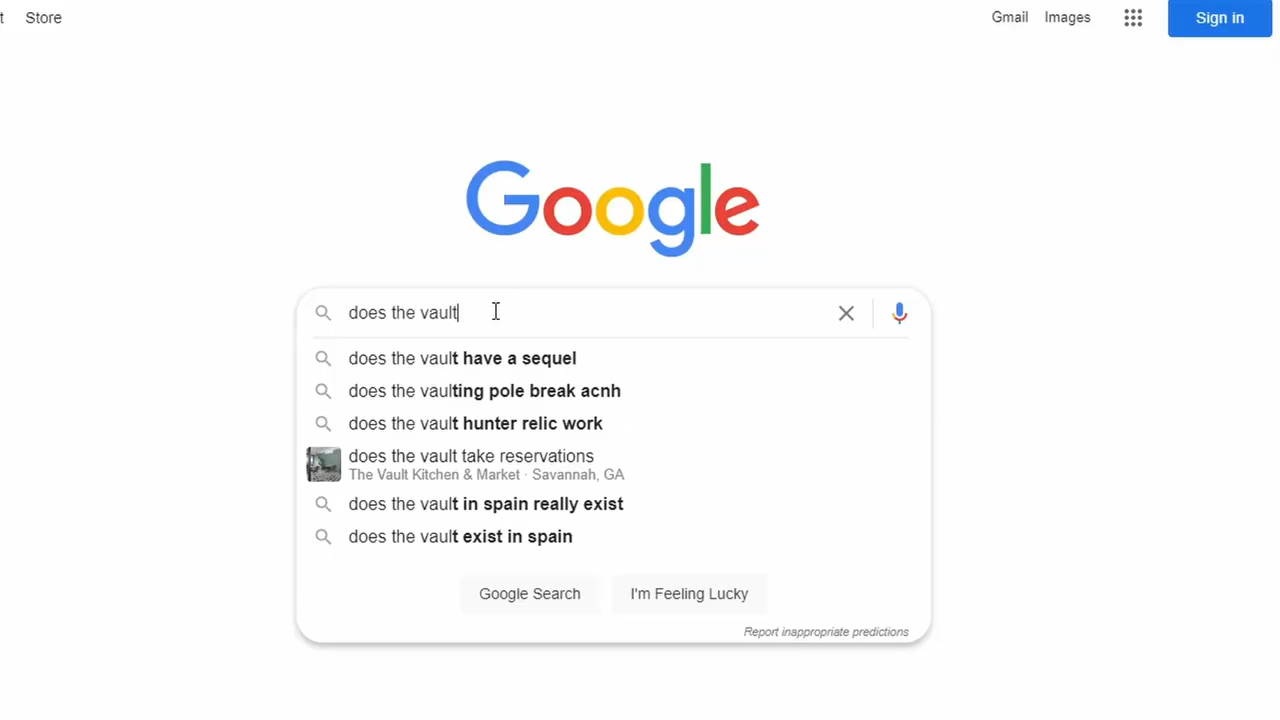 t Store Gmail Images Sign in
Google
does the vault
does the vault have a sequel
does the vaulting pole break acnh
does the vault hunter relic work
does the vault take reservations
The Vault Kitchen & Market · Savannah, GA
does the vault in spain really exist
does the vault exist in spain
Google Search I'm Feeling Lucky
Report inappropriate predictions